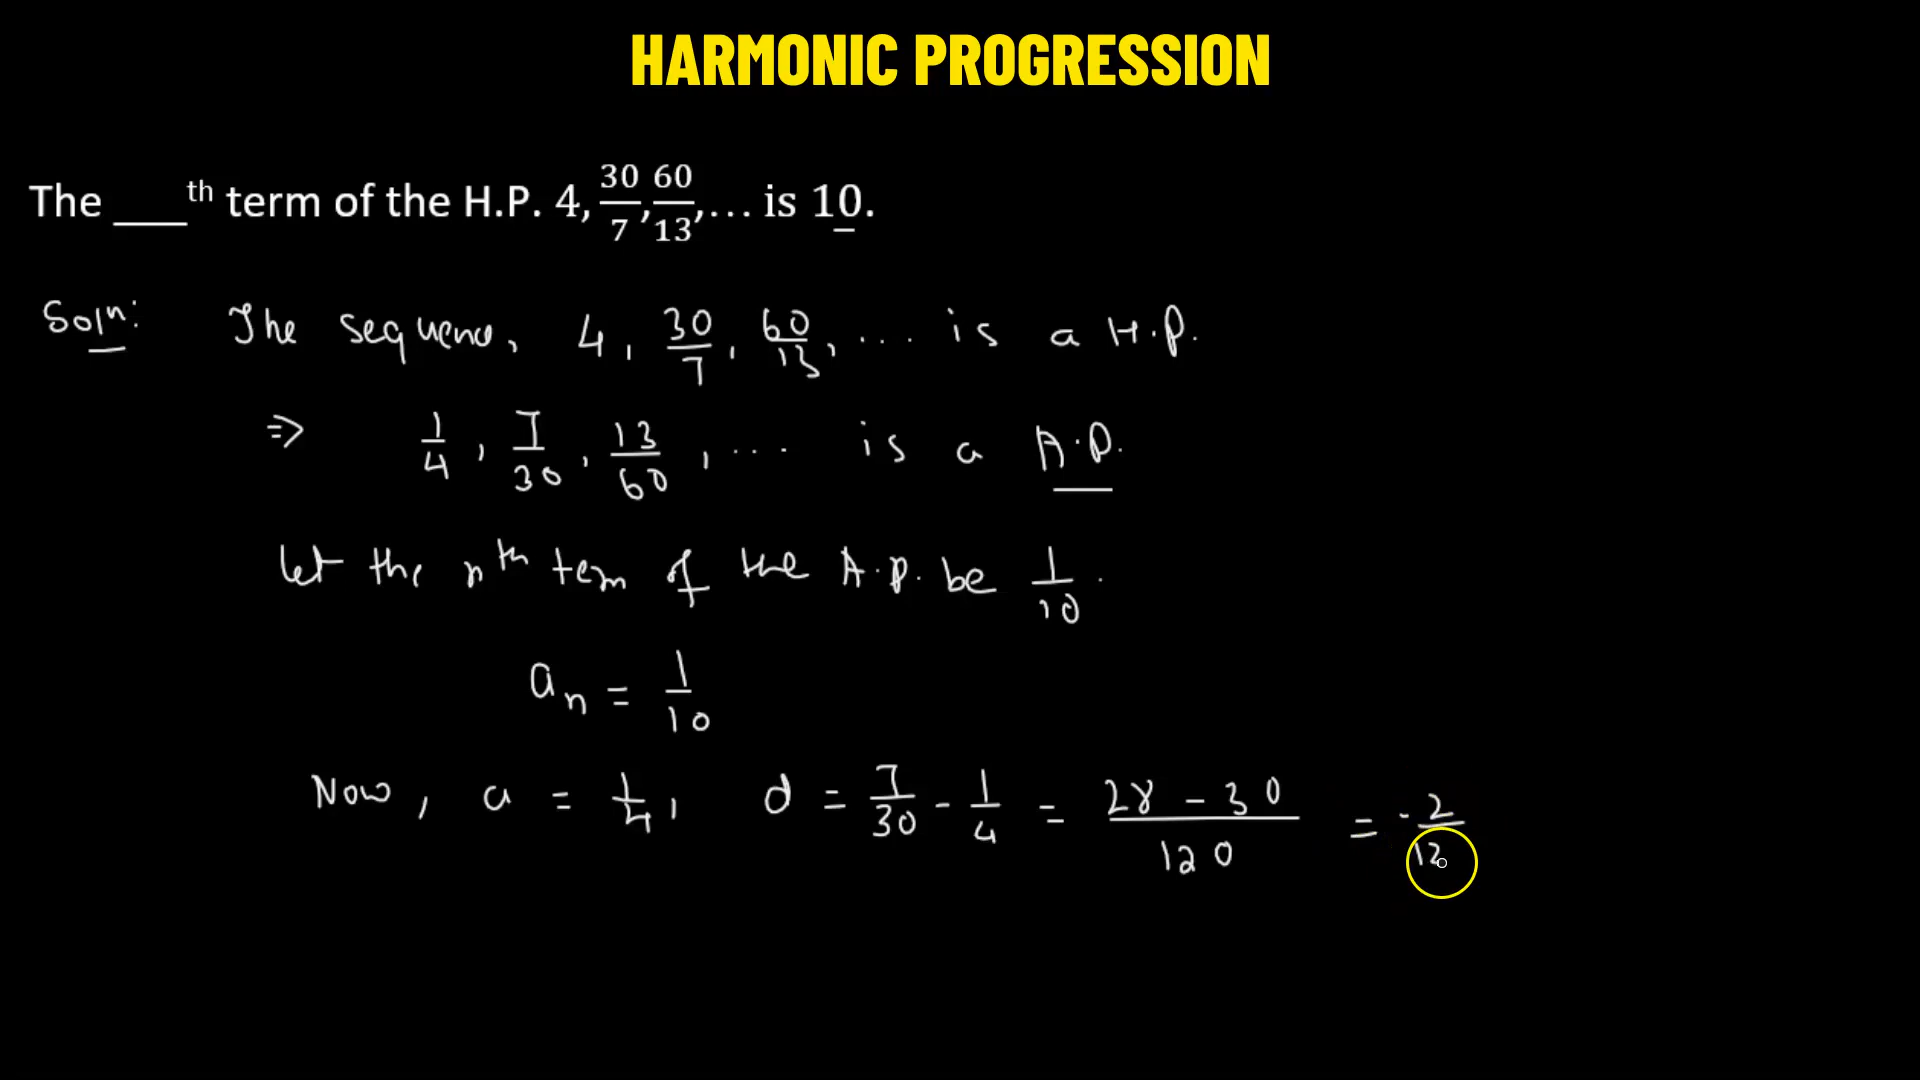 HARMONIC PROGRESSION
The ___th term of the H.P. 4, 30/7, 60/13, ... is 10.
Soln: The sequence, 4, 30/7, 60/13, ... is a H.P.
⇒ 1/4, 7/30, 13/60, ... is a A.P.
Let the nth term of the A.P. be 1/10.
an = 1/10
Now, a = 1/4, d = 7/30 - 1/4 = 28 - 30/120 = -2/12